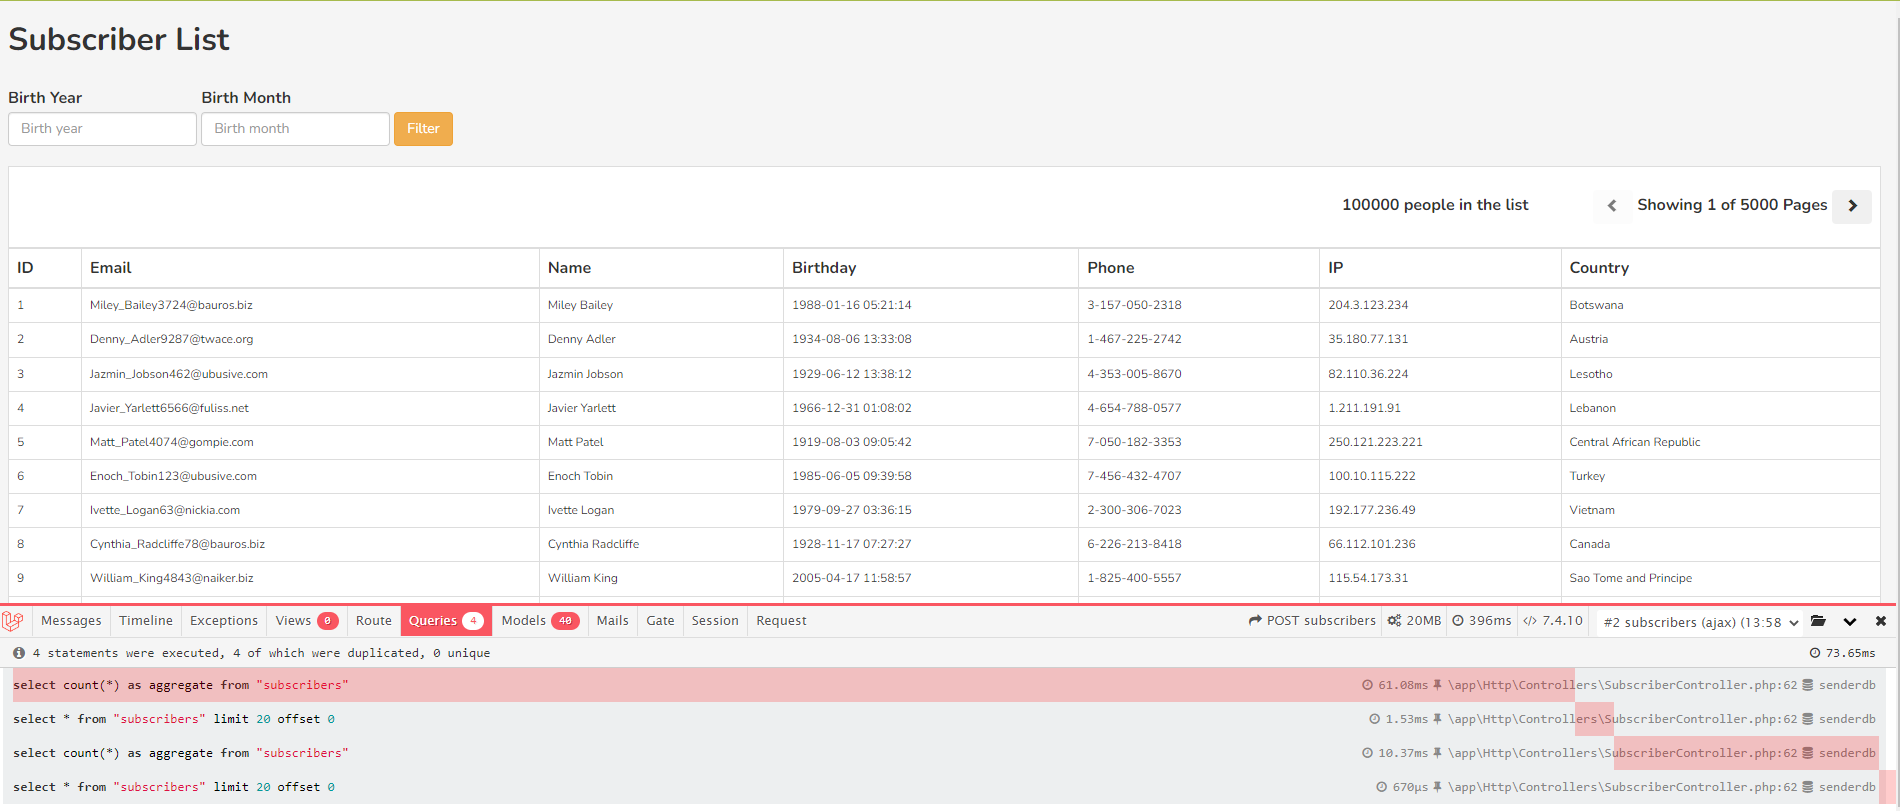 Subscriber List
Birth Year Birth Month
Birth year Birth month Filter
100000 people in the list Showing 1 of 5000 Pages
ID Email Name Birthday Phone IP Country
1 Miley_Bailey3724@bauros.biz Miley Bailey 1988-01-16 05:21:14 3-157-050-2318 204.3.123.234 Botswana
2 Denny_Adler9287@twace.org Denny Adler 1934-08-06 13:33:08 1-467-225-2742 35.180.77.131 Austria
3 Jazmin_Jobson462@ubusive.com Jazmin Jobson 1929-06-12 13:38:12 4-353-005-8670 82.110.36.224 Lesotho
4 Javier_Yarlett6566@fuliss.net Javier Yarlett 1966-12-31 01:08:02 4-654-788-0577 1.211.191.91 Lebanon
5 Matt_Patel4074@gompie.com Matt Patel 1919-08-03 09:05:42 7-050-182-3353 250.121.223.221 Central African Republic
6 Enoch_Tobin123@ubusive.com Enoch Tobin 1985-06-05 09:39:58 7-456-432-4707 100.10.115.222 Turkey
7 Ivette_Logan63@nickia.com Ivette Logan 1979-09-27 03:36:15 2-300-306-7023 192.177.236.49 Vietnam
8 Cynthia_Radcliffe78@bauros.biz Cynthia Radcliffe 1928-11-17 07:27:27 6-226-213-8418 66.112.101.236 Canada
9 William_King4843@naiker.biz William King 2005-04-17 11:58:57 1-825-400-5557 115.54.173.31 Sao Tome and Principe
Messages Timeline Exceptions Views 0 Route Queries 4 Models 40 Mails Gate Session Request POST subscribers 20MB 396ms 7.4.10 #2 subscribers (ajax) (13:58
4 statements were executed, 4 of which were duplicated, 0 unique 73.65ms
select count(*) as aggregate from "subscribers" 61.08ms \app\Http\Controllers\SubscriberController.php:62 senderdb
select * from "subscribers" limit 20 offset 0 1.53ms \app\Http\Controllers\SubscriberController.php:62 senderdb
select count(*) as aggregate from "subscribers" 10.37ms \app\Http\Controllers\SubscriberController.php:62 senderdb
select * from "subscribers" limit 20 offset 0 670μs \app\Http\Controllers\SubscriberController.php:62 senderdb